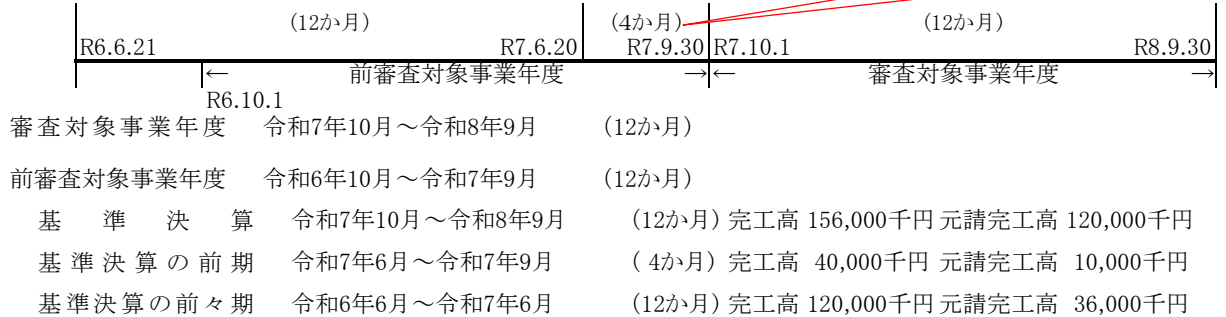 (12か月) (4か月) (12か月)
R6.6.21 R7.6.20 R7.9.30 R7.10.1 R8.9.30
← 前審査対象事業年度 →← 審査対象事業年度 →
R6.10.1
審査対象事業年度 令和7年10月～令和8年9月 (12か月)
前審査対象事業年度 令和6年10月～令和7年9月 (12か月)
基準決算 令和7年10月～令和8年9月 (12か月) 完工高 156,000千円 元請完工高 120,000千円
基準決算の前期 令和7年6月～令和7年9月 ( 4か月) 完工高 40,000千円 元請完工高 10,000千円
基準決算の前々期 令和6年6月～令和7年6月 (12か月) 完工高 120,000千円 元請完工高 36,000千円